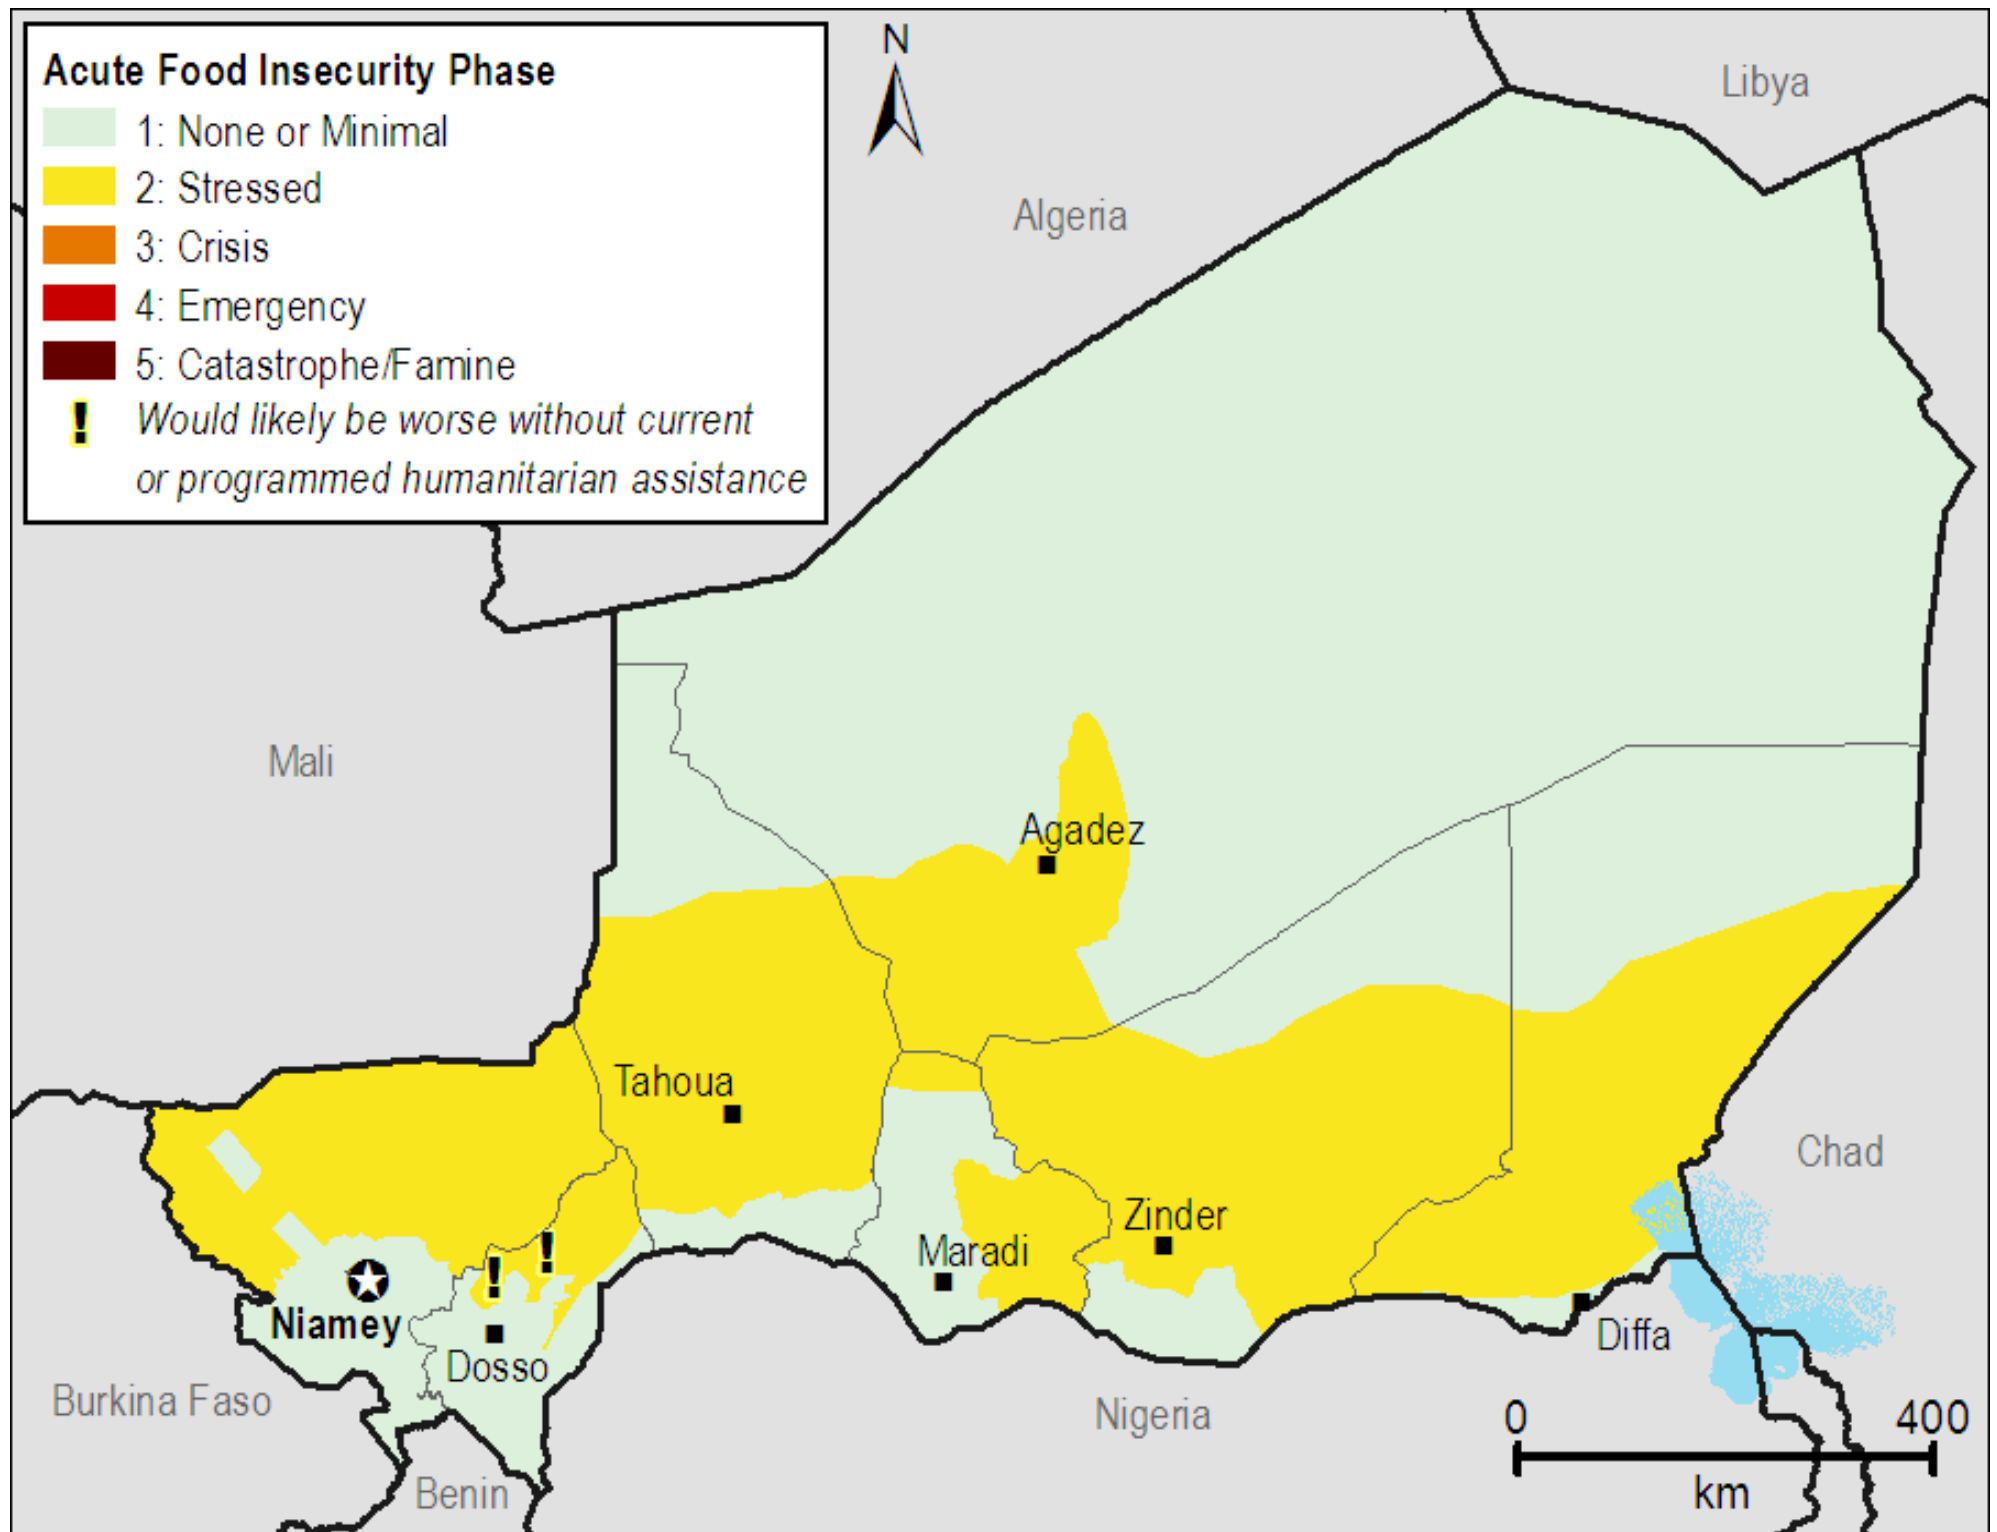 Acute Food Insecurity Phase
1: None or Minimal
2: Stressed
3: Crisis
4: Emergency
5: Catastrophe/Famine
! Would likely be worse without current
or programmed humanitarian assistance
N
Libya
Algeria
Mali
Agadez
Tahoua
Chad
Zinder
!
!
Maradi
Niamey
Diffa
Dosso
Burkina Faso
Nigeria
0 400
km
Benin